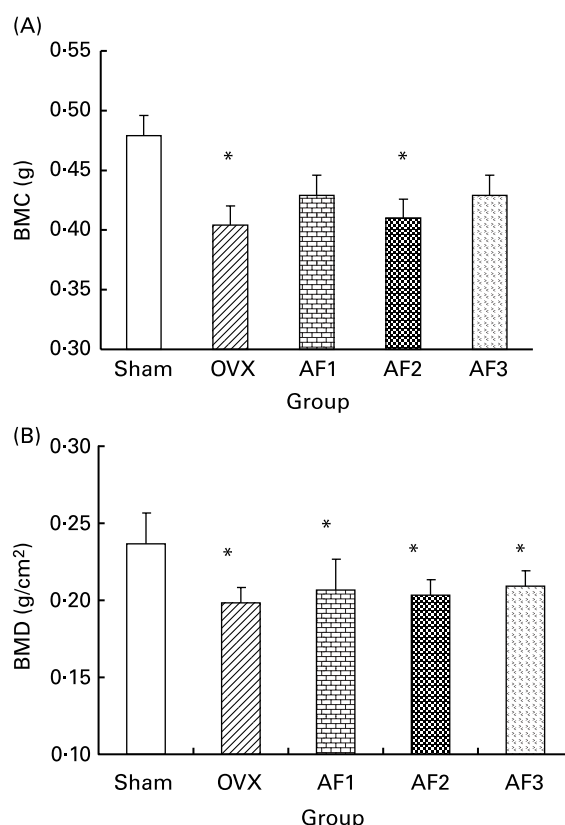 (A)
0·55
0·50
0·45
0·40
0·35
0·30
BMC (g)
*
*
Sham OVX AF1 AF2 AF3
Group
(B)
0·30
0·25
0·20
0·15
0·10
BMD (g/cm²)
*
*
*
*
Sham OVX AF1 AF2 AF3
Group